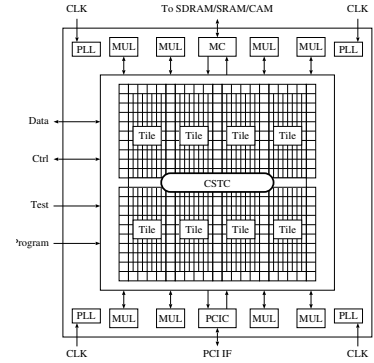 CLK To SDRAM/SRAM/CAM CLK
PLL MUL MUL MC MUL MUL PLL
Data
Tile Tile Tile Tile
Ctrl
CSTC
Test
Tile Tile Tile Tile
Program
PLL MUL MUL PCIC MUL MUL PLL
CLK PCI IF CLK